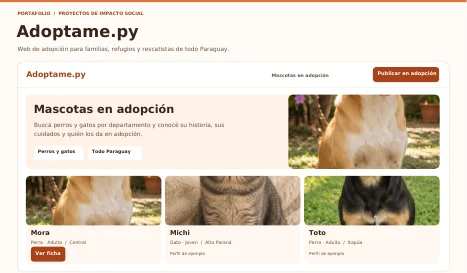 PORTAFOLIO / PROYECTOS DE IMPACTO SOCIAL
Adoptame.py
Web de adopción para familias, refugios y rescatistas de todo Paraguay.
Adoptame.py
Mascotas en adopción
Publicar en adopción
Mascotas en adopción
Buscá perros y gatos por departamento y conocé su historia, sus
cuidados y quién los da en adopción.
Perros y gatos
Todo Paraguay
Mora
Perra · Adulta / Central
Ver ficha
Michi
Gato · Joven / Alto Paraná
Perfil de ejemplo
Toto
Perro · Adulto / Itapúa
Perfil de ejemplo